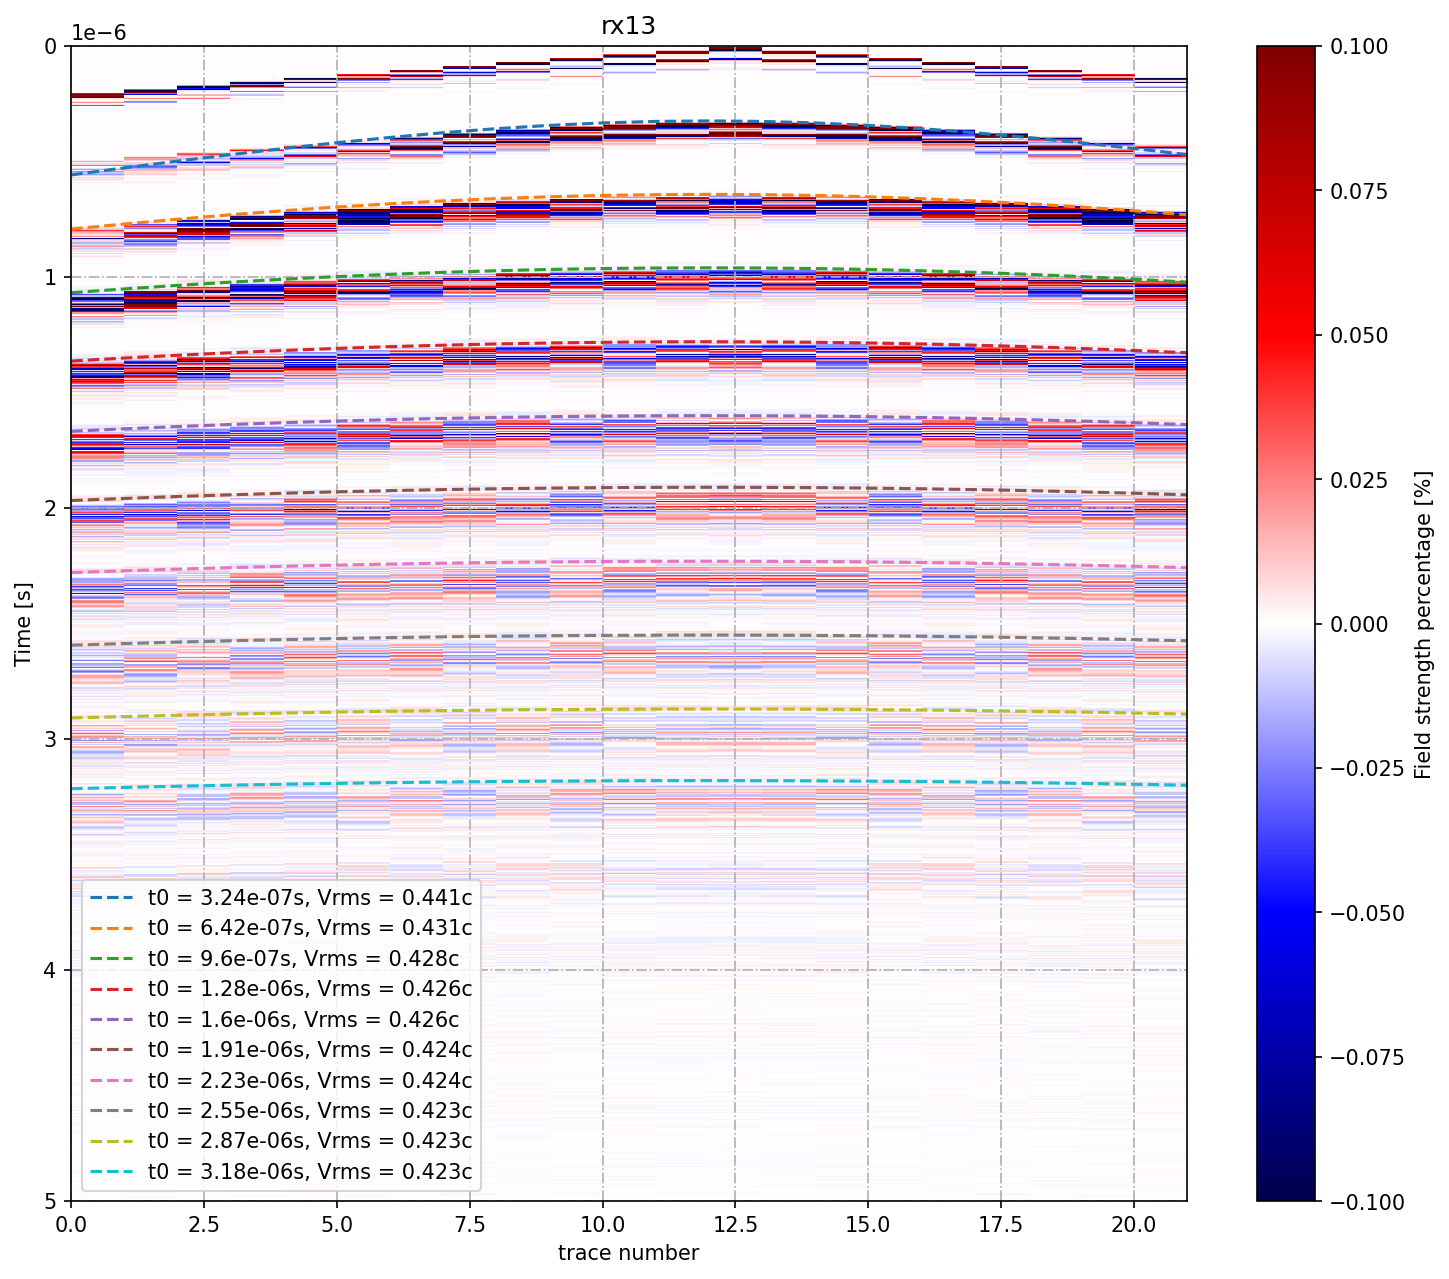 rx13
1e−6
0
1
2
3
4
5
Time [s]
0.0
2.5
5.0
7.5
10.0
12.5
15.0
17.5
20.0
trace number
t0 = 3.24e-07s, Vrms = 0.441c
t0 = 6.42e-07s, Vrms = 0.431c
t0 = 9.6e-07s, Vrms = 0.428c
t0 = 1.28e-06s, Vrms = 0.426c
t0 = 1.6e-06s, Vrms = 0.426c
t0 = 1.91e-06s, Vrms = 0.424c
t0 = 2.23e-06s, Vrms = 0.424c
t0 = 2.55e-06s, Vrms = 0.423c
t0 = 2.87e-06s, Vrms = 0.423c
t0 = 3.18e-06s, Vrms = 0.423c
0.100
0.075
0.050
0.025
0.000
−0.025
−0.050
−0.075
−0.100
Field strength percentage [%]